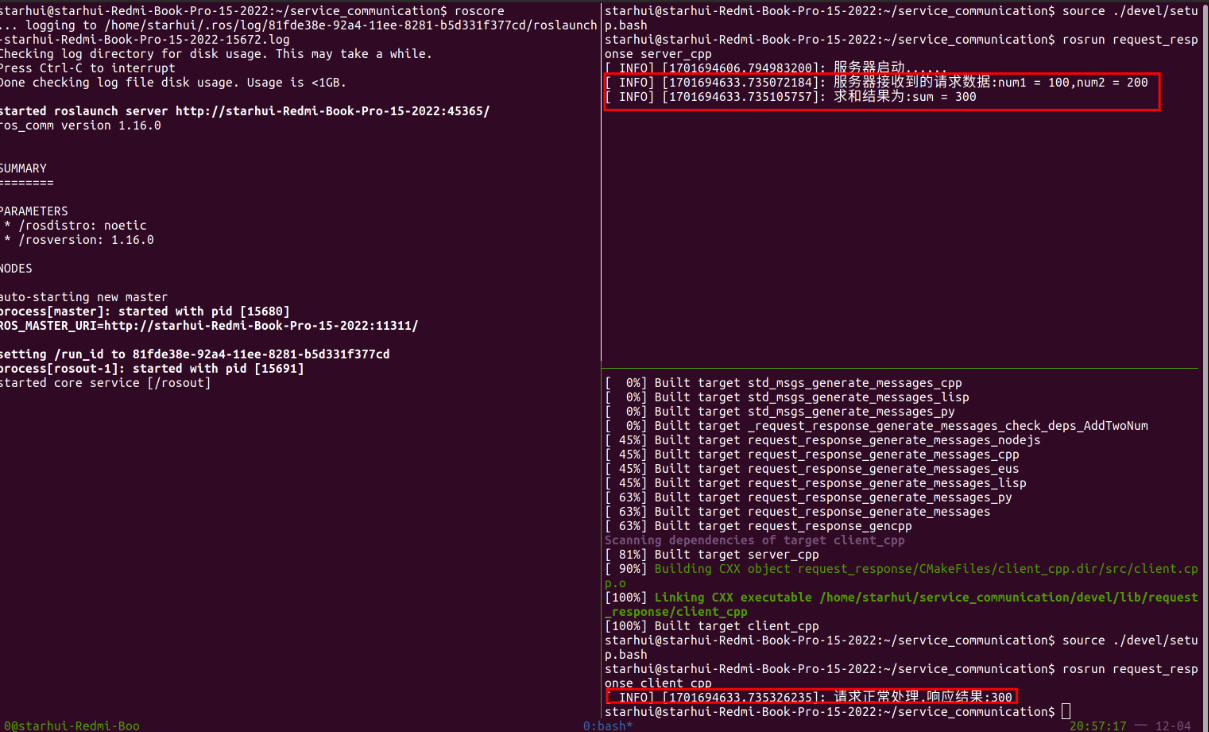 starhui@starhui-Redmi-Book-Pro-15-2022:~/service_communication$ roscore
... logging to /home/starhui/.ros/log/81fde38e-92a4-11ee-8281-b5d331f377cd/roslaunch
-starhui-Redmi-Book-Pro-15-2022-15672.log
Checking log directory for disk usage. This may take a while.
Press Ctrl-C to interrupt
Done checking log file disk usage. Usage is <1GB.
started roslaunch server http://starhui-Redmi-Book-Pro-15-2022:45365/
ros_comm version 1.16.0
SUMMARY
========
PARAMETERS
* /rosdistro: noetic
* /rosversion: 1.16.0
NODES
auto-starting new master
process[master]: started with pid [15680]
ROS_MASTER_URI=http://starhui-Redmi-Book-Pro-15-2022:11311/
setting /run_id to 81fde38e-92a4-11ee-8281-b5d331f377cd
process[rosout-1]: started with pid [15691]
started core service [/rosout]
starhui@starhui-Redmi-Book-Pro-15-2022:~/service_communication$ source ./devel/setu
p.bash
starhui@starhui-Redmi-Book-Pro-15-2022:~/service_communication$ rosrun request_resp
onse server_cpp
[ INFO] [1701694606.794983200]: 服务器启动......
[ INFO] [1701694633.735072184]: 服务器接收到的请求数据:num1 = 100,num2 = 200
[ INFO] [1701694633.735105757]: 求和结果为:sum = 300
[  0%] Built target std_msgs_generate_messages_cpp
[  0%] Built target std_msgs_generate_messages_lisp
[  0%] Built target std_msgs_generate_messages_py
[  0%] Built target _request_response_generate_messages_check_deps_AddTwoNum
[ 45%] Built target request_response_generate_messages_nodejs
[ 45%] Built target request_response_generate_messages_cpp
[ 45%] Built target request_response_generate_messages_eus
[ 45%] Built target request_response_generate_messages_lisp
[ 63%] Built target request_response_generate_messages_py
[ 63%] Built target request_response_generate_messages
[ 63%] Built target request_response_gencpp
Scanning dependencies of target client_cpp
[ 81%] Built target server_cpp
[ 90%] Building CXX object request_response/CMakeFiles/client_cpp.dir/src/client.cp
p.o
[100%] Linking CXX executable /home/starhui/service_communication/devel/lib/request
_response/client_cpp
[100%] Built target client_cpp
starhui@starhui-Redmi-Book-Pro-15-2022:~/service_communication$ source ./devel/setu
p.bash
starhui@starhui-Redmi-Book-Pro-15-2022:~/service_communication$ rosrun request_resp
onse client_cpp
[ INFO] [1701694633.735326235]: 请求正常处理,响应结果:300
starhui@starhui-Redmi-Book-Pro-15-2022:~/service_communication$
0@starhui-Redmi-Boo 0:bash* 20:57:17 — 12-04